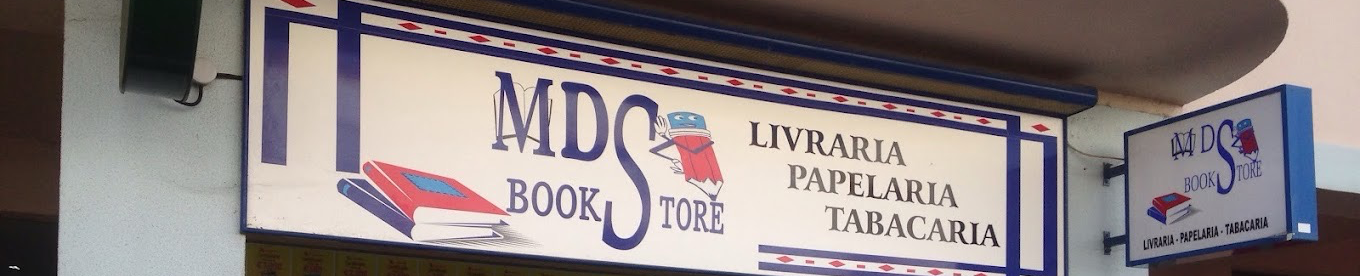 MDS
BOOK STORE
LIVRARIA
PAPELARIA
TABACARIA
MDS
BOOK STORE
LIVRARIA - PAPELARIA - TABACARIA